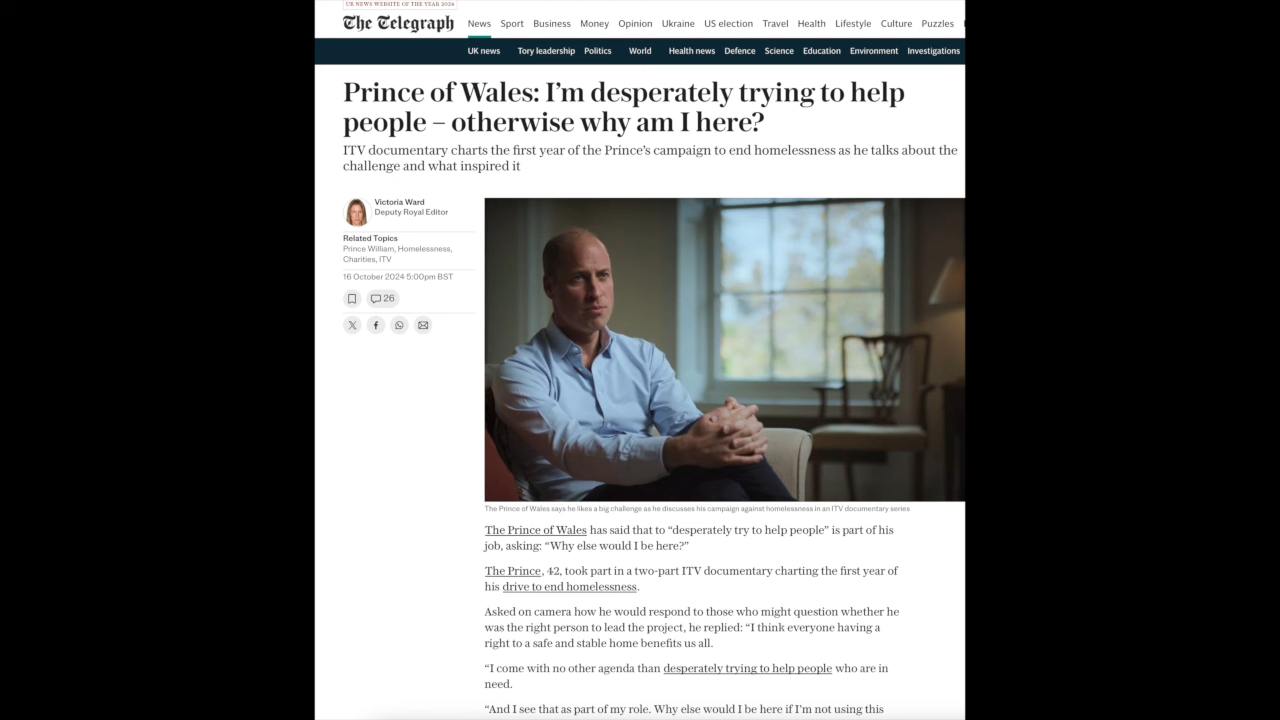 UK NEWS WEBSITE OF THE YEAR 2024
The Telegraph
News Sport Business Money Opinion Ukraine US election Travel Health Lifestyle Culture Puzzles
UK news Tory leadership Politics World Health news Defence Science Education Environment Investigations
Prince of Wales: I’m desperately trying to help
people – otherwise why am I here?
ITV documentary charts the first year of the Prince’s campaign to end homelessness as he talks about the
challenge and what inspired it
Victoria Ward
Deputy Royal Editor
Related Topics
Prince William, Homelessness,
Charities, ITV
16 October 2024 5:00pm BST
26
The Prince of Wales says he likes a big challenge as he discusses his campaign against homelessness in an ITV documentary series
The Prince of Wales has said that to “desperately try to help people” is part of his
job, asking: “Why else would I be here?”
The Prince, 42, took part in a two-part ITV documentary charting the first year of
his drive to end homelessness.
Asked on camera how he would respond to those who might question whether he
was the right person to lead the project, he replied: “I think everyone having a
right to a safe and stable home benefits us all.
“I come with no other agenda than desperately trying to help people who are in
need.
“And I see that as part of my role. Why else would I be here if I’m not using this